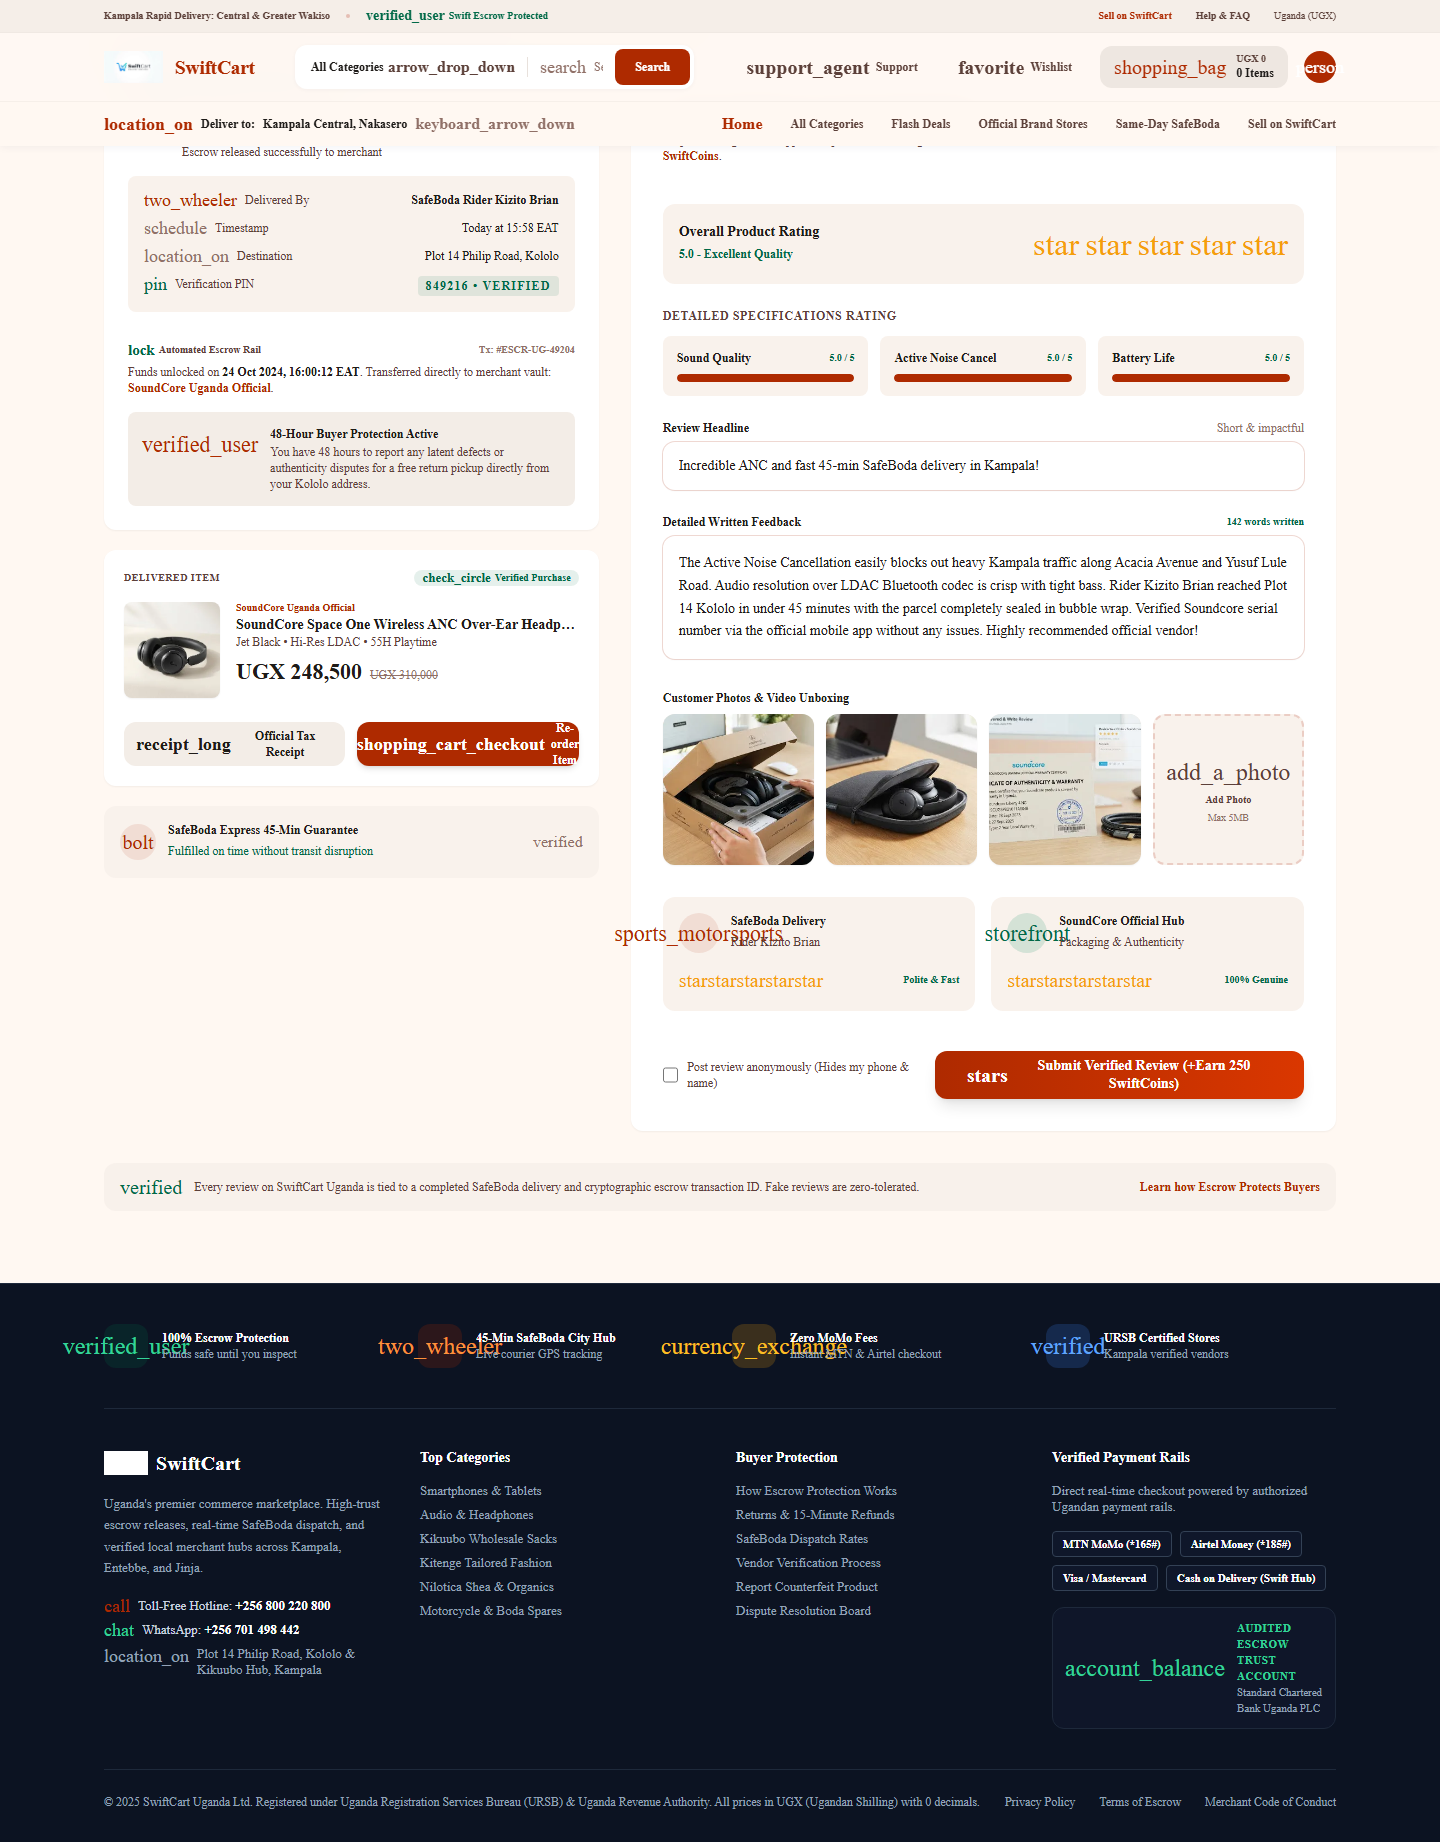 Kampala Rapid Delivery: Central & Greater Wakiso • verified_user Swift Escrow Protected
Sell on SwiftCart Help & FAQ Uganda (UGX)
SwiftCart
All Categories arrow_drop_down search Se Search
support_agent Support favorite Wishlist shopping_bag UGX 0
0 Items
location_on Deliver to: Kampala Central, Nakasero keyboard_arrow_down
Home All Categories Flash Deals Official Brand Stores Same-Day SafeBoda Sell on SwiftCart
Escrow released successfully to merchant
two_wheeler Delivered By SafeBoda Rider Kizito Brian
schedule Timestamp Today at 15:58 EAT
location_on Destination Plot 14 Philip Road, Kololo
pin Verification PIN 849216 • VERIFIED
lock Automated Escrow Rail Tx: #ESCR-UG-49204
Funds unlocked on 24 Oct 2024, 16:00:12 EAT. Transferred directly to merchant vault:
SoundCore Uganda Official.
verified_user 48-Hour Buyer Protection Active
You have 48 hours to report any latent defects or
authenticity disputes for a free return pickup directly from
your Kololo address.
DELIVERED ITEM check_circle Verified Purchase
SoundCore Uganda Official
SoundCore Space One Wireless ANC Over-Ear Headp...
Jet Black • Hi-Res LDAC • 55H Playtime
UGX 248,500 UGX 310,000
receipt_long Official Tax
Receipt
shopping_cart_checkout Re-
order
Item
bolt SafeBoda Express 45-Min Guarantee
Fulfilled on time without transit disruption
verified
SwiftCoins.
Overall Product Rating
5.0 - Excellent Quality
star star star star star
DETAILED SPECIFICATIONS RATING
Sound Quality 5.0 / 5
Active Noise Cancel 5.0 / 5
Battery Life 5.0 / 5
Review Headline Short & impactful
Incredible ANC and fast 45-min SafeBoda delivery in Kampala!
Detailed Written Feedback 142 words written
The Active Noise Cancellation easily blocks out heavy Kampala traffic along Acacia Avenue and Yusuf Lule
Road. Audio resolution over LDAC Bluetooth codec is crisp with tight bass. Rider Kizito Brian reached Plot
14 Kololo in under 45 minutes with the parcel completely sealed in bubble wrap. Verified Soundcore serial
number via the official mobile app without any issues. Highly recommended official vendor!
Customer Photos & Video Unboxing
soundcore
CATE OF AUTHENTICITY & WARRANTY
add_a_photo
Add Photo
Max 5MB
sports_motorsports SafeBoda Delivery
Rider Kizito Brian
starstarstarstarstar Polite & Fast
storefront SoundCore Official Hub
Packaging & Authenticity
starstarstarstarstar 100% Genuine
Post review anonymously (Hides my phone &
name)
stars Submit Verified Review (+Earn 250
SwiftCoins)
verified Every review on SwiftCart Uganda is tied to a completed SafeBoda delivery and cryptographic escrow transaction ID. Fake reviews are zero-tolerated.
Learn how Escrow Protects Buyers
verified_user 100% Escrow Protection
Funds safe until you inspect
two_wheeler 45-Min SafeBoda City Hub
Live courier GPS tracking
currency_exchange Zero MoMo Fees
Instant MTN & Airtel checkout
verified URSB Certified Stores
Kampala verified vendors
SwiftCart
Uganda's premier commerce marketplace. High-trust
escrow releases, real-time SafeBoda dispatch, and
verified local merchant hubs across Kampala,
Entebbe, and Jinja.
call Toll-Free Hotline: +256 800 220 800
chat WhatsApp: +256 701 498 442
location_on Plot 14 Philip Road, Kololo &
Kikuubo Hub, Kampala
Top Categories
Smartphones & Tablets
Audio & Headphones
Kikuubo Wholesale Sacks
Kitenge Tailored Fashion
Nilotica Shea & Organics
Motorcycle & Boda Spares
Buyer Protection
How Escrow Protection Works
Returns & 15-Minute Refunds
SafeBoda Dispatch Rates
Vendor Verification Process
Report Counterfeit Product
Dispute Resolution Board
Verified Payment Rails
Direct real-time checkout powered by authorized
Ugandan payment rails.
MTN MoMo (*165#) Airtel Money (*185#)
Visa / Mastercard Cash on Delivery (Swift Hub)
account_balance AUDITED
ESCROW
TRUST
ACCOUNT
Standard Chartered
Bank Uganda PLC
© 2025 SwiftCart Uganda Ltd. Registered under Uganda Registration Services Bureau (URSB) & Uganda Revenue Authority. All prices in UGX (Ugandan Shilling) with 0 decimals.
Privacy Policy Terms of Escrow Merchant Code of Conduct